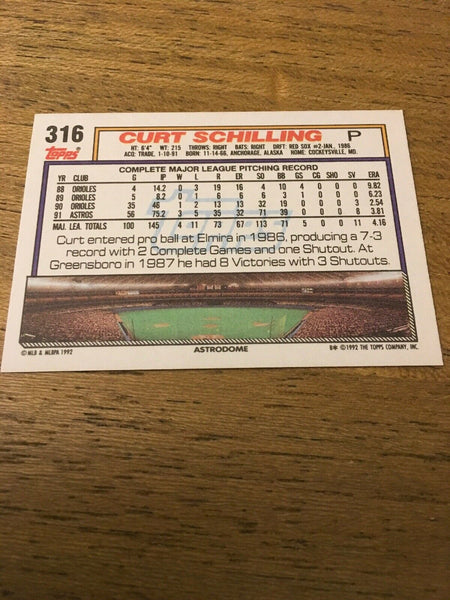 316
Topps
CURT SCHILLING P
HT: 6'4" WT: 215 THROWS: RIGHT BATS: RIGHT DRFT: RED SOX #2-JAN, 1986
ACQ: TRADE, 1-10-91 BORN: 11-14-66, ANCHORAGE, ALASKA HOME: COCKEYSVILLE, MD.
COMPLETE MAJOR LEAGUE PITCHING RECORD
YR CLUB G IP W L R ER SO BB GS CG SHO SV ERA
88 ORIOLES 4 14.2 0 3 19 16 4 10 4 0 0 0 9.82
89 ORIOLES 5 8.2 0 1 6 6 6 3 1 0 0 0 6.23
90 ORIOLES 35 46 1 2 13 13 32 19 0 0 0 3 2.54
91 ASTROS 56 75.2 3 5 35 32 71 39 0 0 0 8 3.81
MAJ. LEA. TOTALS 100 145 4 11 73 67 113 71 5 0 0 11 4.16
Curt entered pro ball at Elmira in 1986, producing a 7-3
record with 2 Complete Games and one Shutout. At
Greensboro in 1987 he had 8 Victories with 3 Shutouts.
© MLB & MLBPA 1992
ASTRODOME
B* ©1992 THE TOPPS COMPANY, INC.